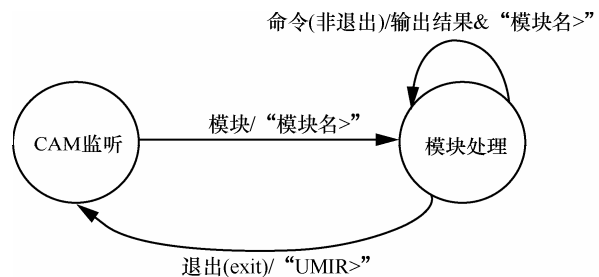 命令(非退出)/输出结果&“模块名>”
CAM监听
模块/“模块名>”
模块处理
退出(exit)/“UMIR>”